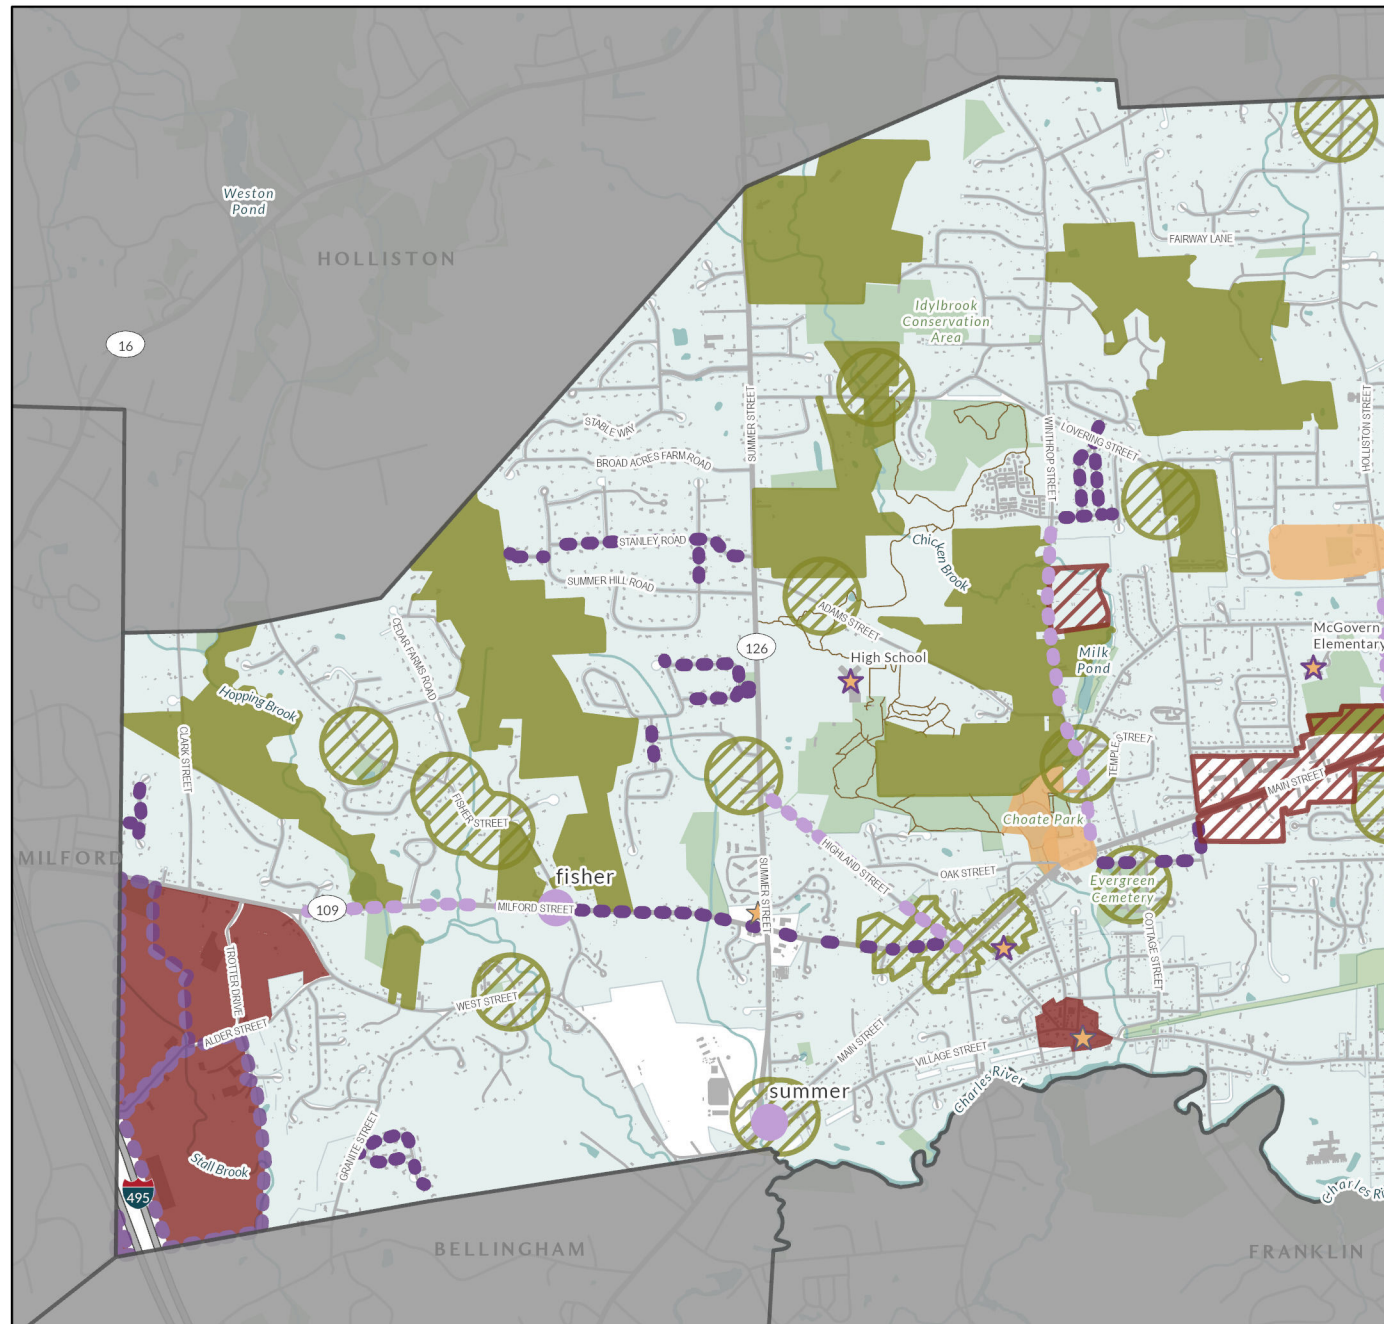 Weston
Pond
HOLLISTON
16
FAIRWAY LANE
Idylbrook
Conservation
Area
SUMMER STREET
HOLLISTON STREET
STABLE WAY
WINTHROP STREET
LOVERING STREET
BROAD ACRES FARM ROAD
STANLEY ROAD
Chicken Brook
SUMMER HILL ROAD
ADAMS STREET
CEDAR FARMS ROAD
126
High School
McGovern
Elementary
Milk
Pond
Hopping Brook
CLARK STREET
TEMPLE STREET
MAIN STREET
FISHER STREET
Choate Park
HIGHLAND STREET
MILFORD
OAK STREET
fisher
SUMMER STREET
Evergreen
Cemetery
109
MILFORD STREET
COTTAGE STREET
TROTTER DRIVE
WEST STREET
ALDER STREET
MAIN STREET
VILLAGE STREET
Charles River
summer
GRANITE STREET
Stall Brook
495
Charles Ri
BELLINGHAM
FRANKLIN